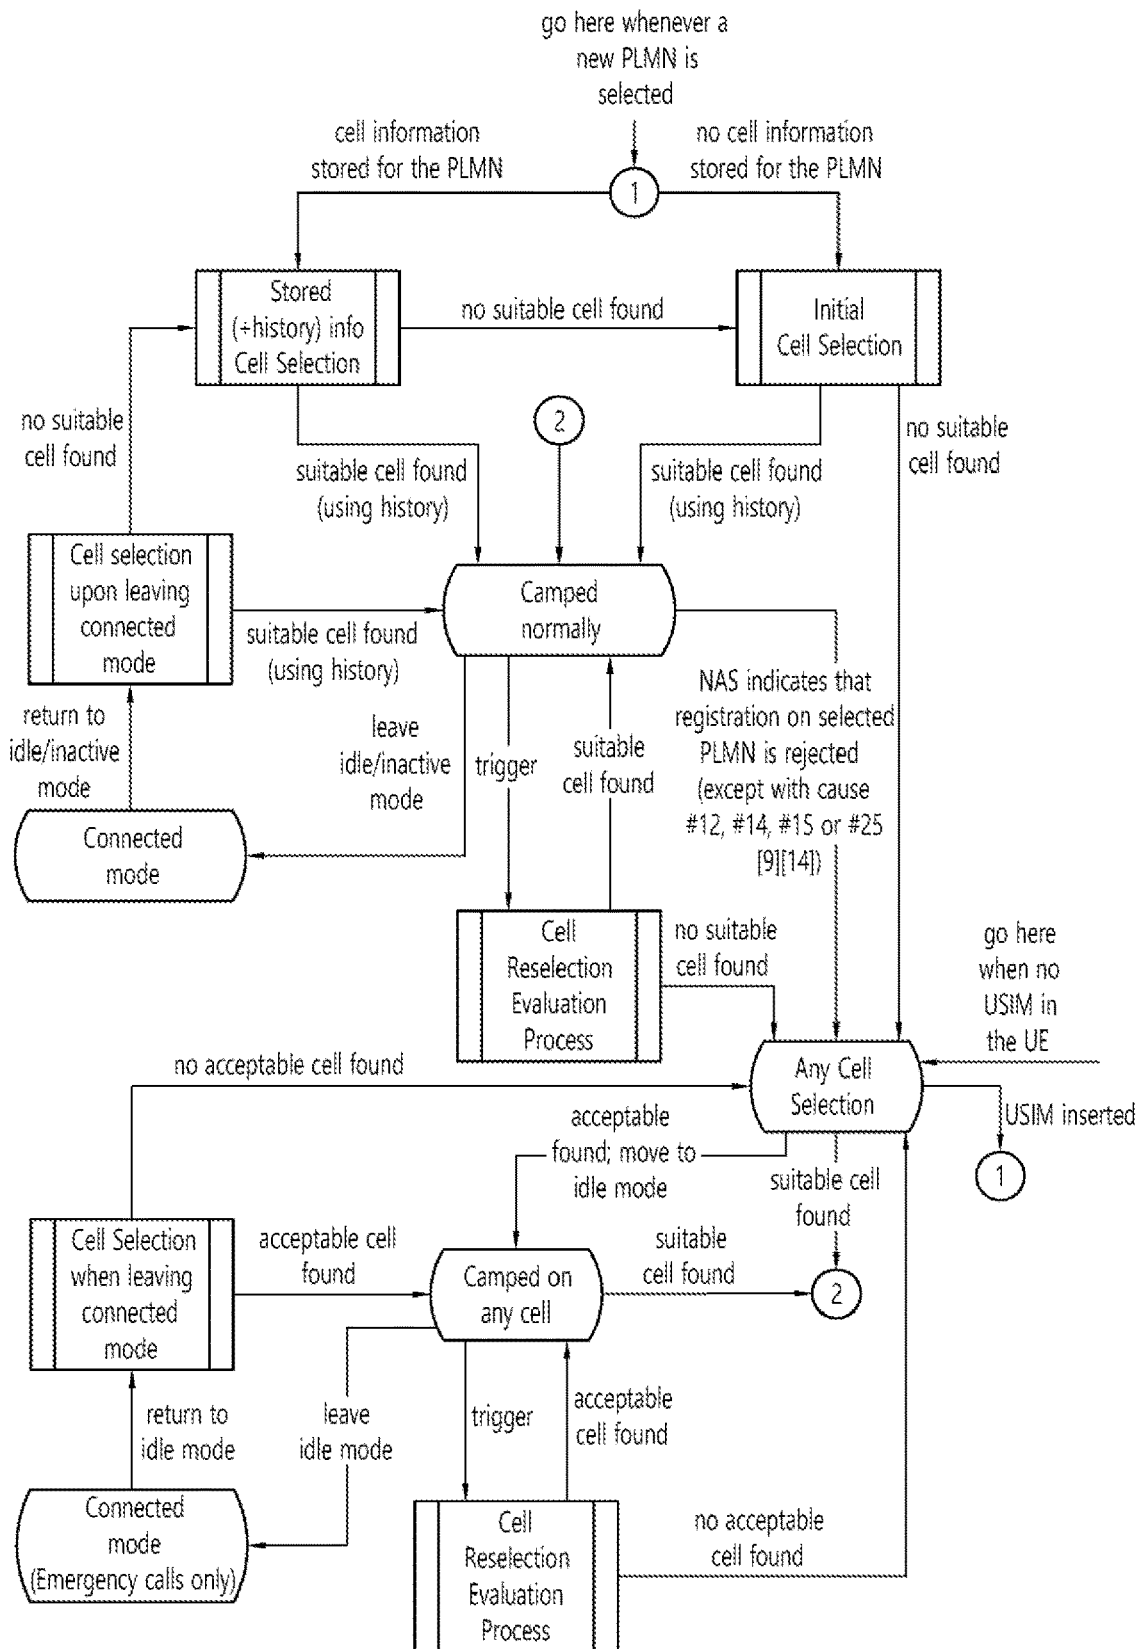 go here whenever a
new PLMN is
selected
cell information
stored for the PLMN
no cell information
stored for the PLMN
1
Stored
(÷history) info
Cell Selection
no suitable cell found
Initial
Cell Selection
no suitable
cell found
2
no suitable
cell found
suitable cell found
(using history)
suitable cell found
(using history)
Cell selection
upon leaving
connected
mode
suitable cell found
(using history)
Camped
normally
NAS indicates that
registration on selected
PLMN is rejected
(except with cause
#12, #14, #15 or #25
[9][14])
return to
idle/inactive
mode
leave
idle/inactive
mode
trigger
suitable
cell found
Connected
mode
Cell
Reselection
Evaluation
Process
no suitable
cell found
go here
when no
USIM in
the UE
no acceptable cell found
Any Cell
Selection
USIM inserted
1
acceptable
found; move to
idle mode
suitable cell
found
Cell Selection
when leaving
connected
mode
acceptable cell
found
Camped on
any cell
suitable
cell found
2
return to
idle mode
leave
idle mode
trigger
acceptable
cell found
Connected
mode
(Emergency calls only)
Cell
Reselection
Evaluation
Process
no acceptable
cell found